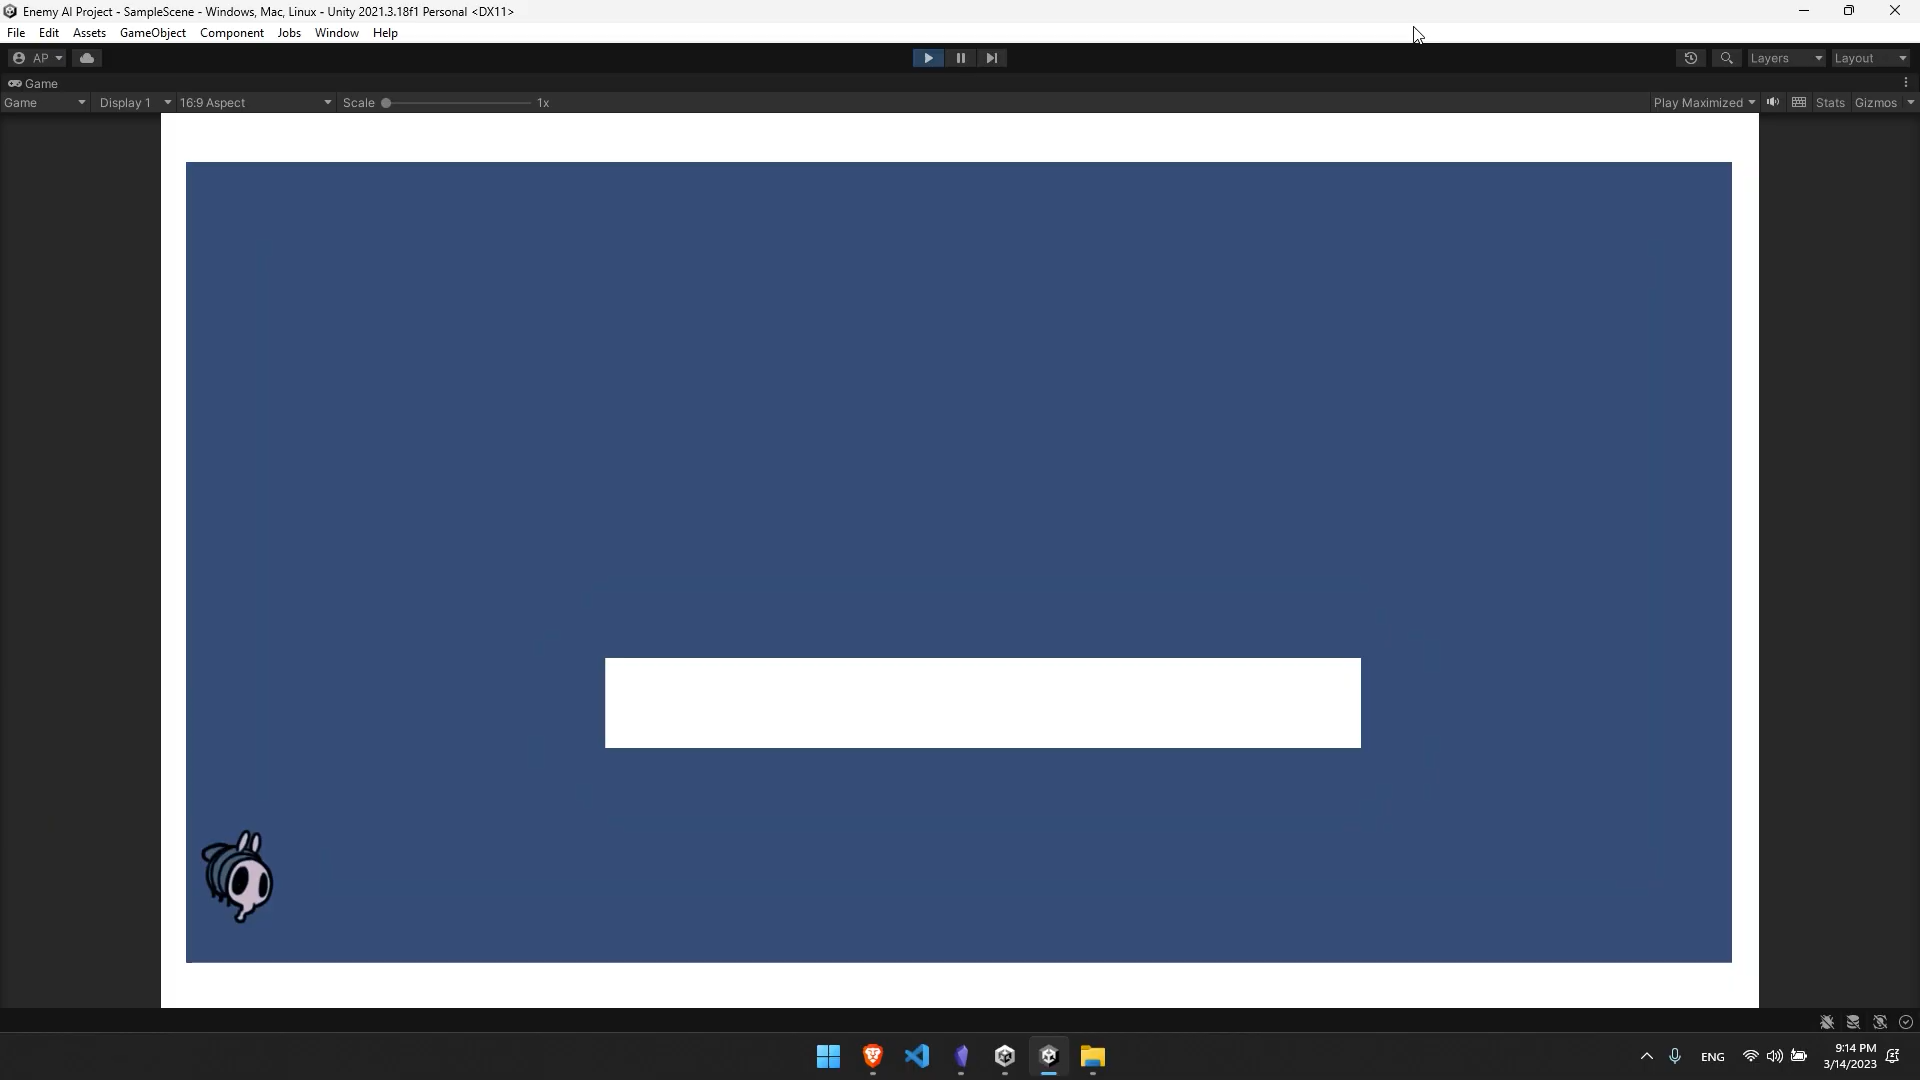 Enemy AI Project - SampleScene - Windows, Mac, Linux - Unity 2021.3.18f1 Personal <DX11>
File Edit Assets GameObject Component Jobs Window Help
AP Layers Layout
Game
Game Display 1 16:9 Aspect Scale 1x Play Maximized Stats Gizmos
ENG 9:14 PM
3/14/2023